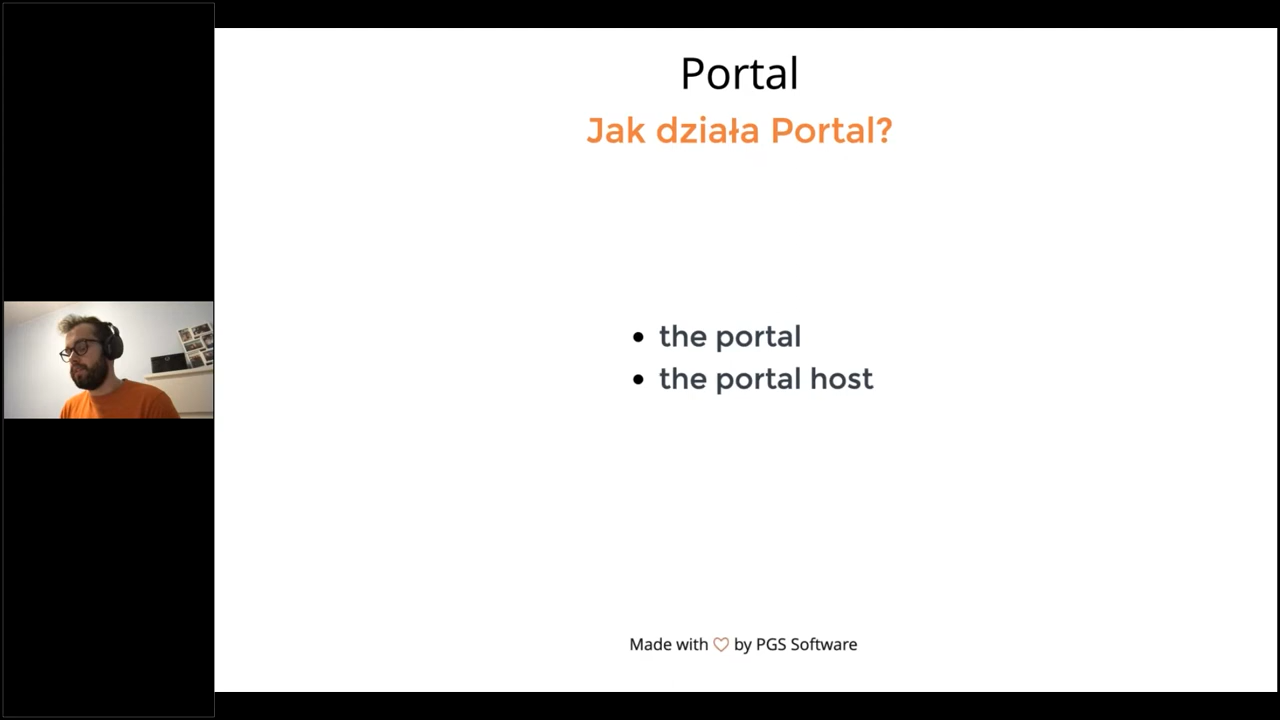 Portal
Jak działa Portal?
the portal
the portal host
Made with ♡ by PGS Software